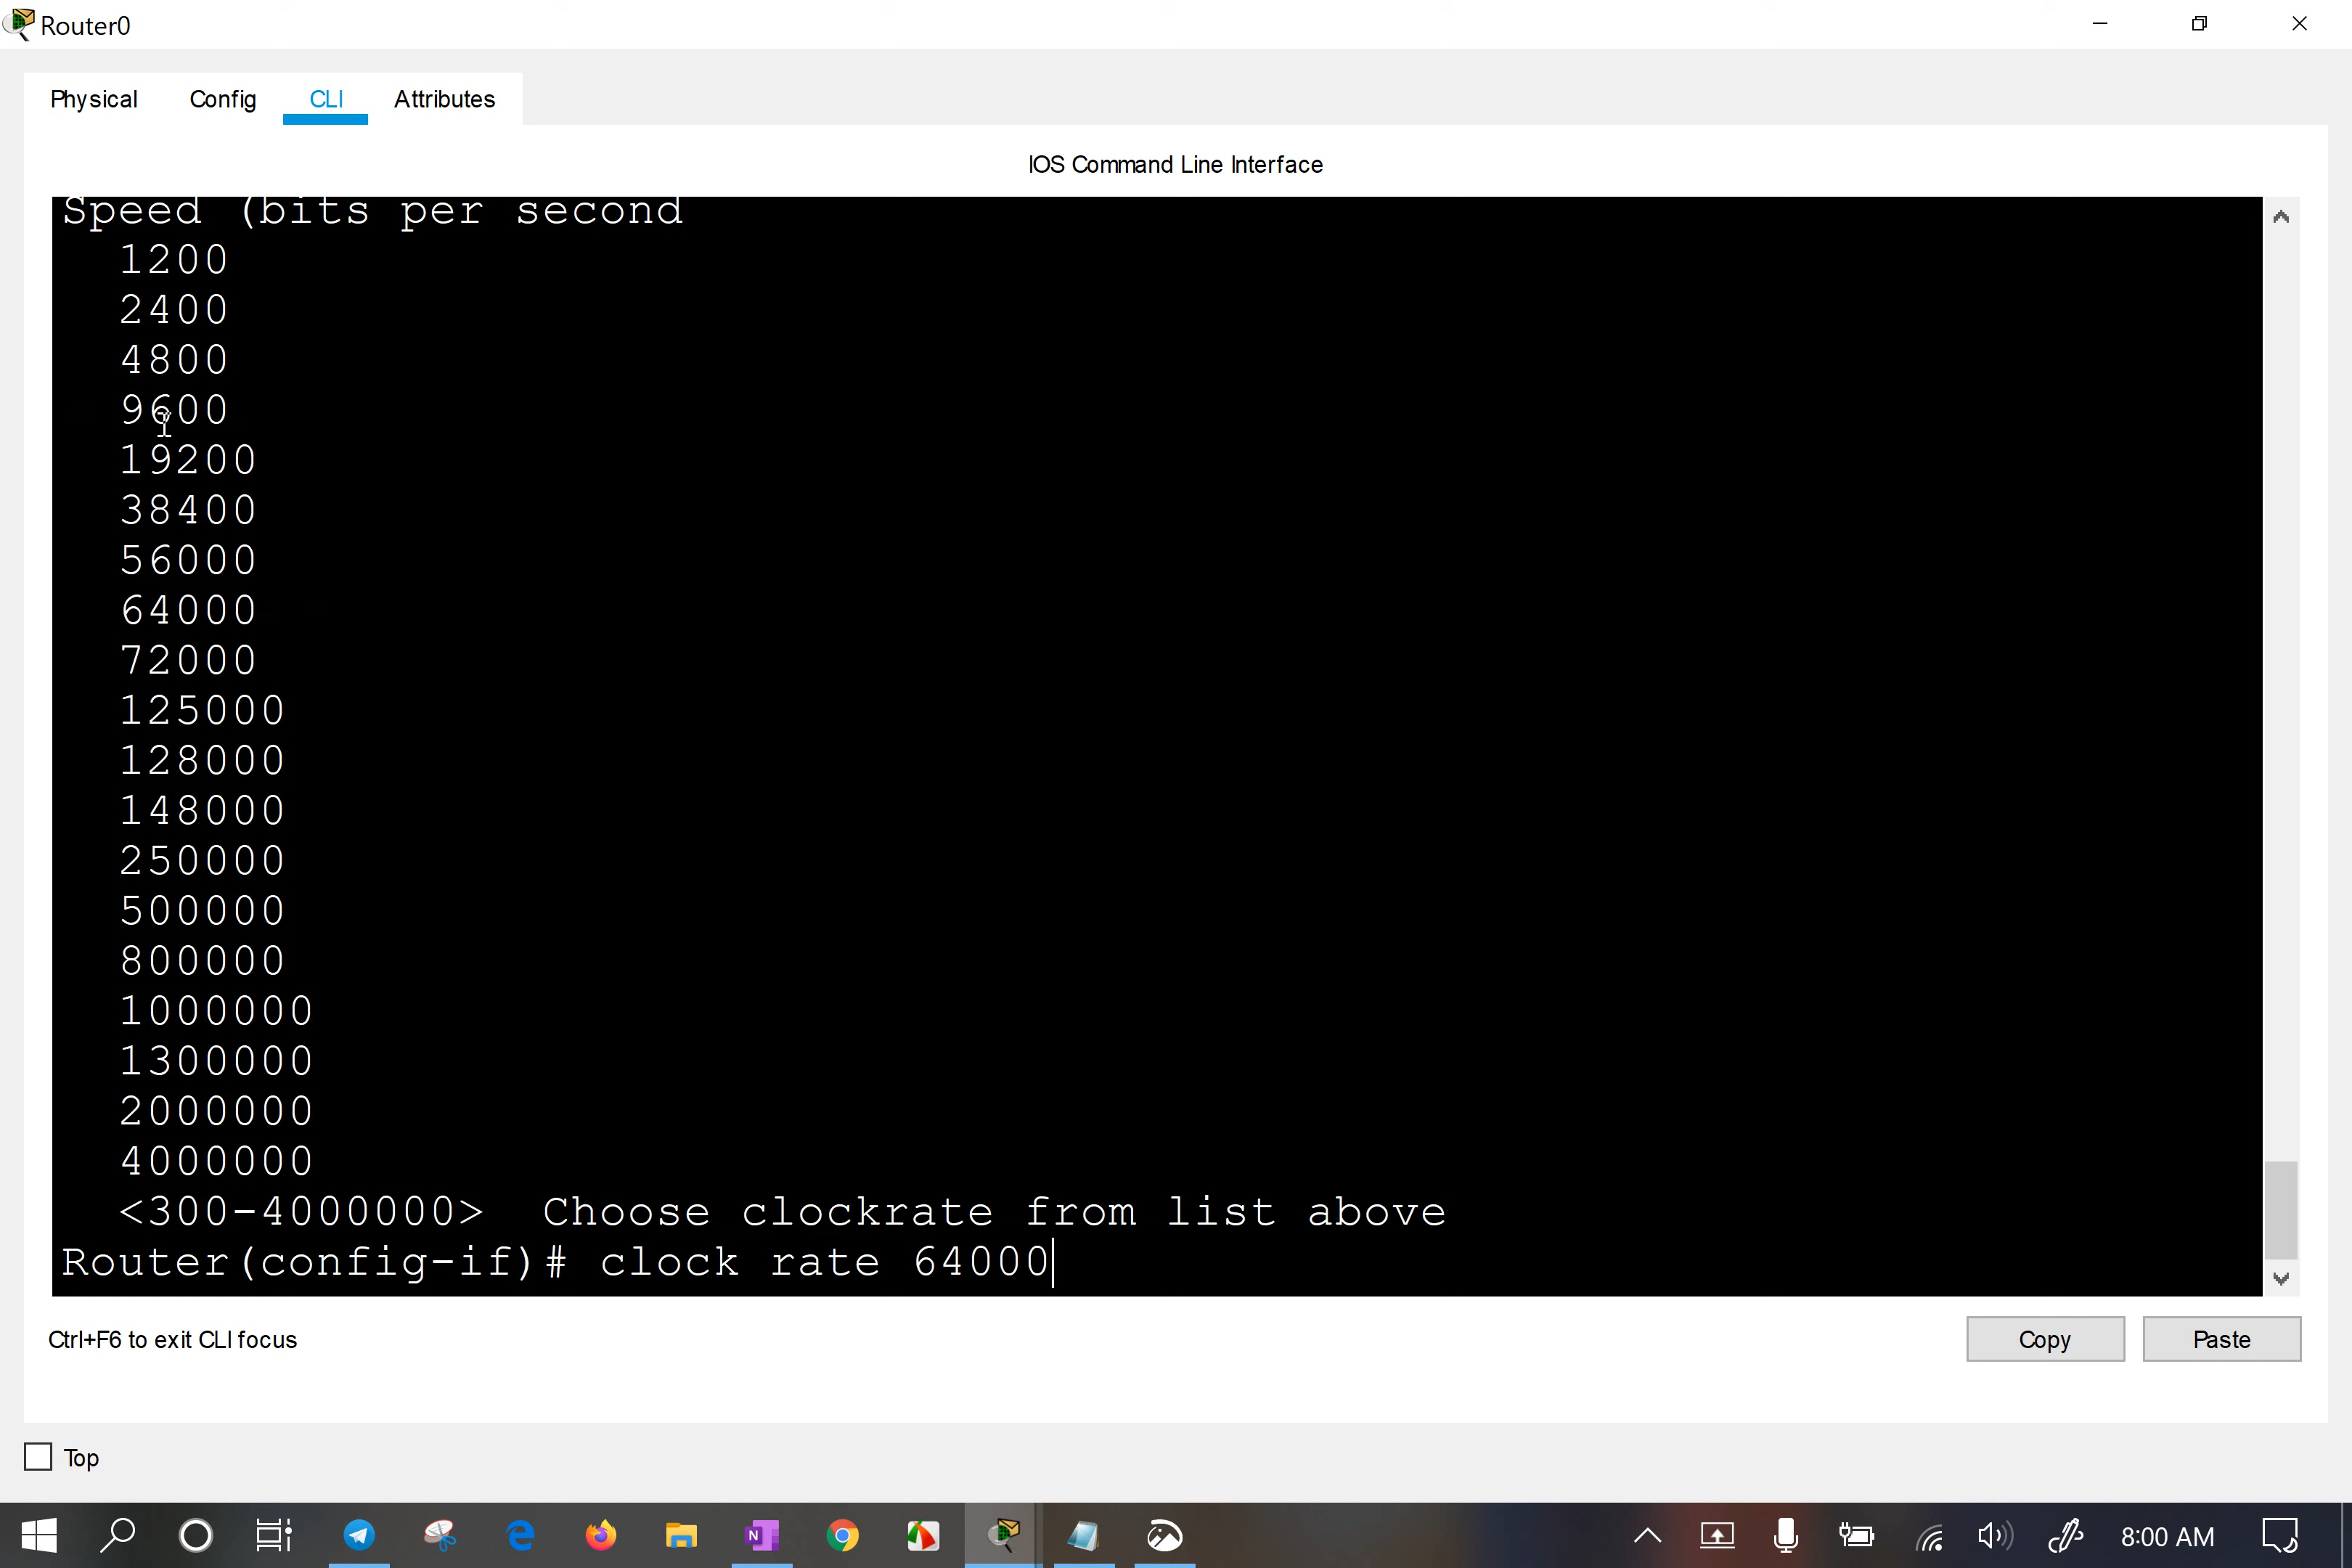 Router0
Physical Config CLI Attributes
IOS Command Line Interface
Speed (bits per second
1200
2400
4800
9600
19200
38400
56000
64000
72000
125000
128000
148000
250000
500000
800000
1000000
1300000
2000000
4000000
<300-4000000> Choose clockrate from list above
Router(config-if)# clock rate 64000
Ctrl+F6 to exit CLI focus
Copy Paste
Top
8:00 AM